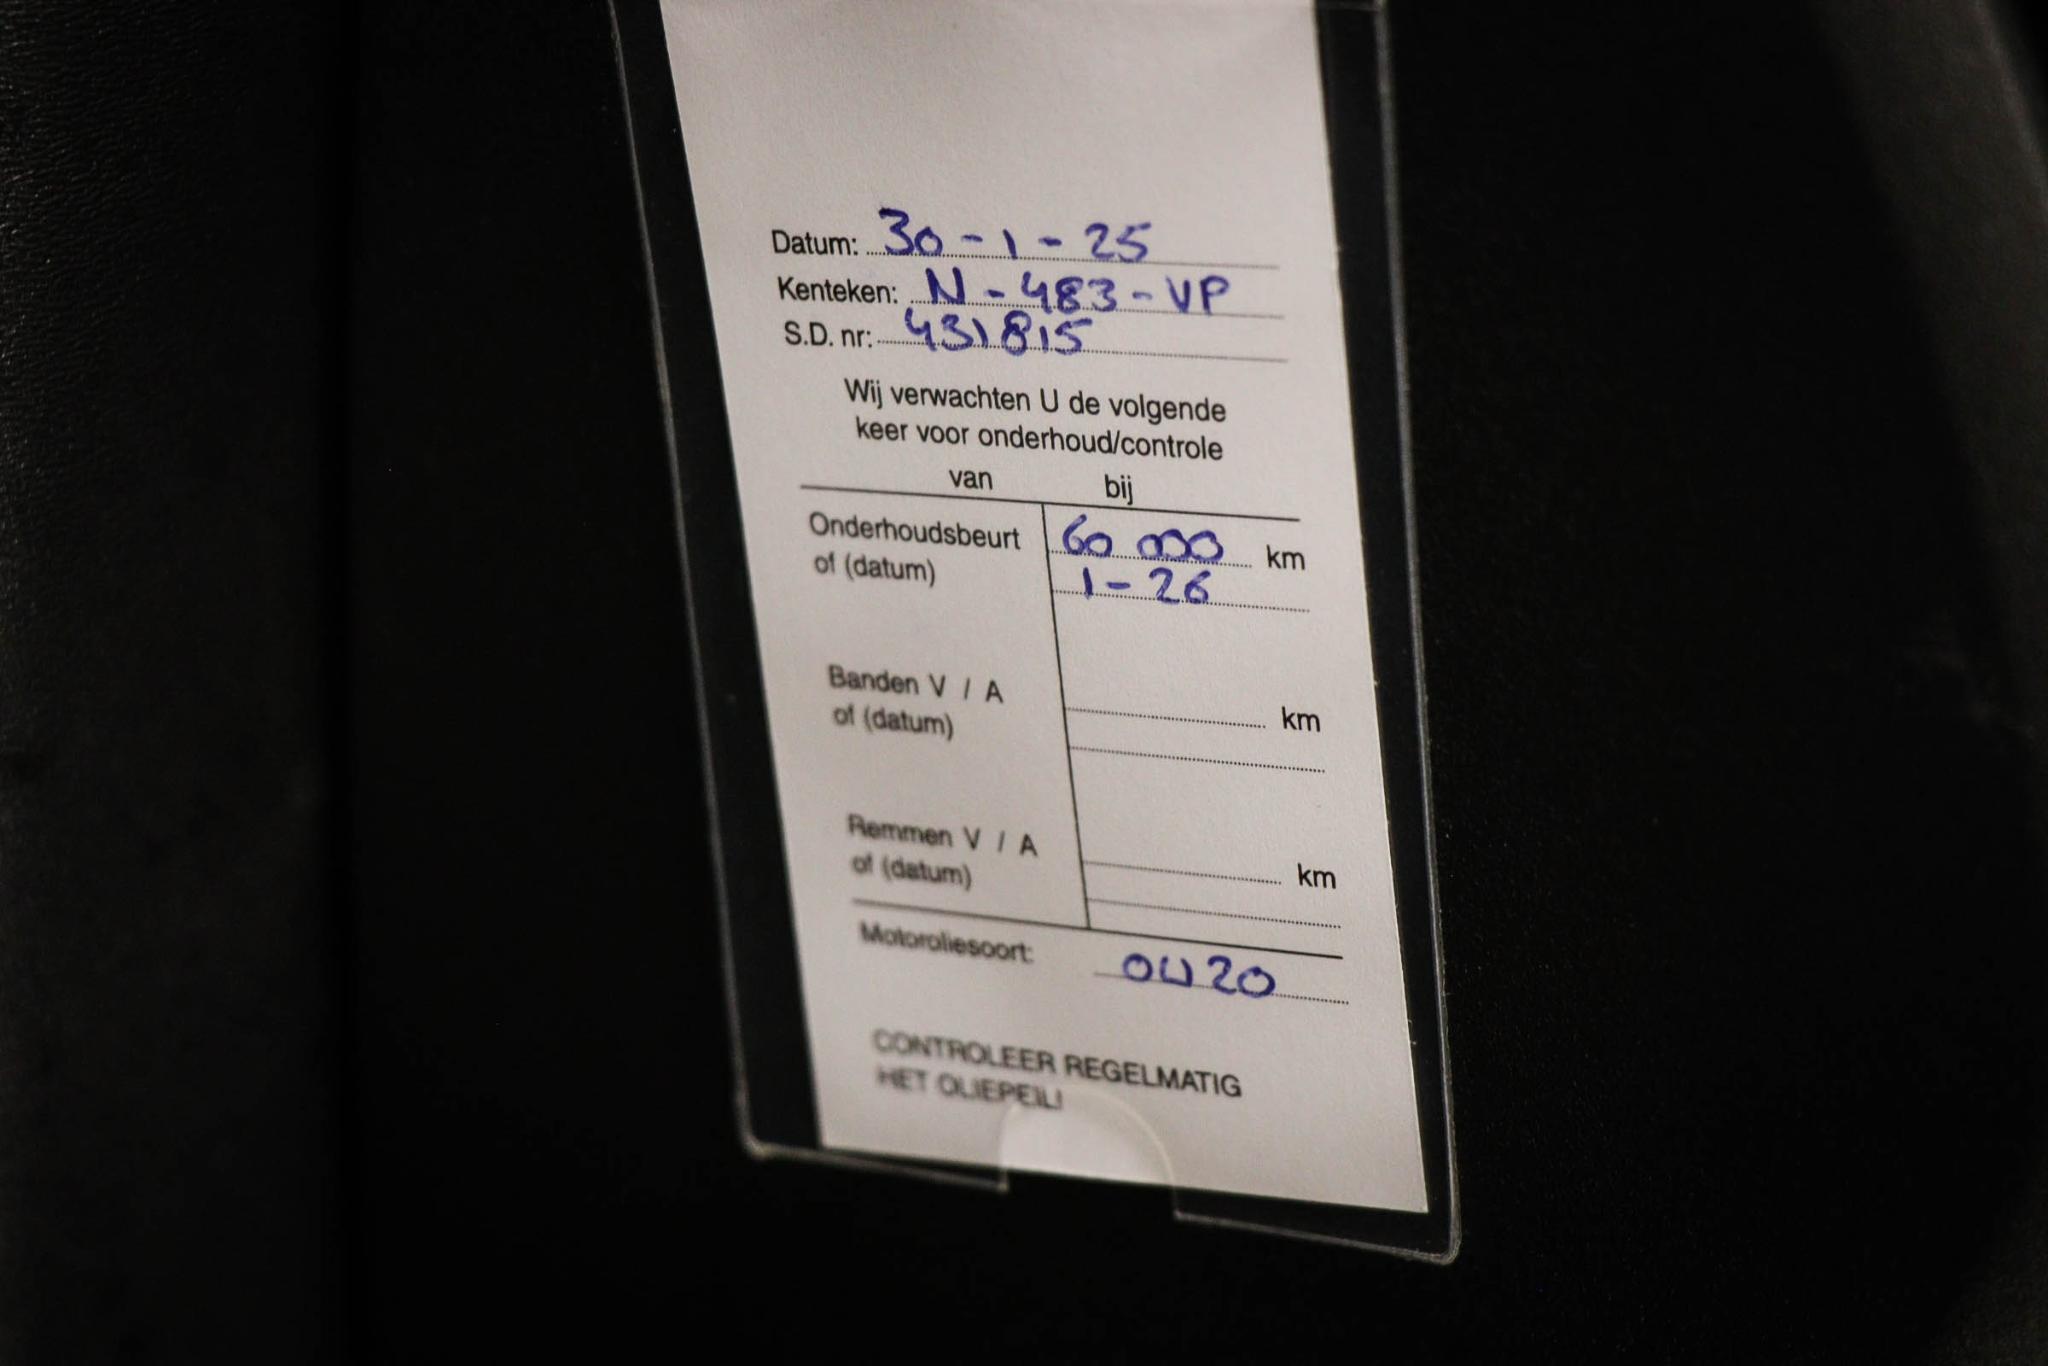 Datum: 30-1-25
Kenteken: N-483-VP
S.D. nr: 431815
Wij verwachten U de volgende
keer voor onderhoud/controle
van bij
Onderhoudsbeurt 60 000 km
of (datum) 1-26
Banden V / A km
of (datum)
Remmen V / A km
of (datum)
Motoroliesoort: 0W20
CONTROLEER REGELMATIG
HET OLIEPEIL!